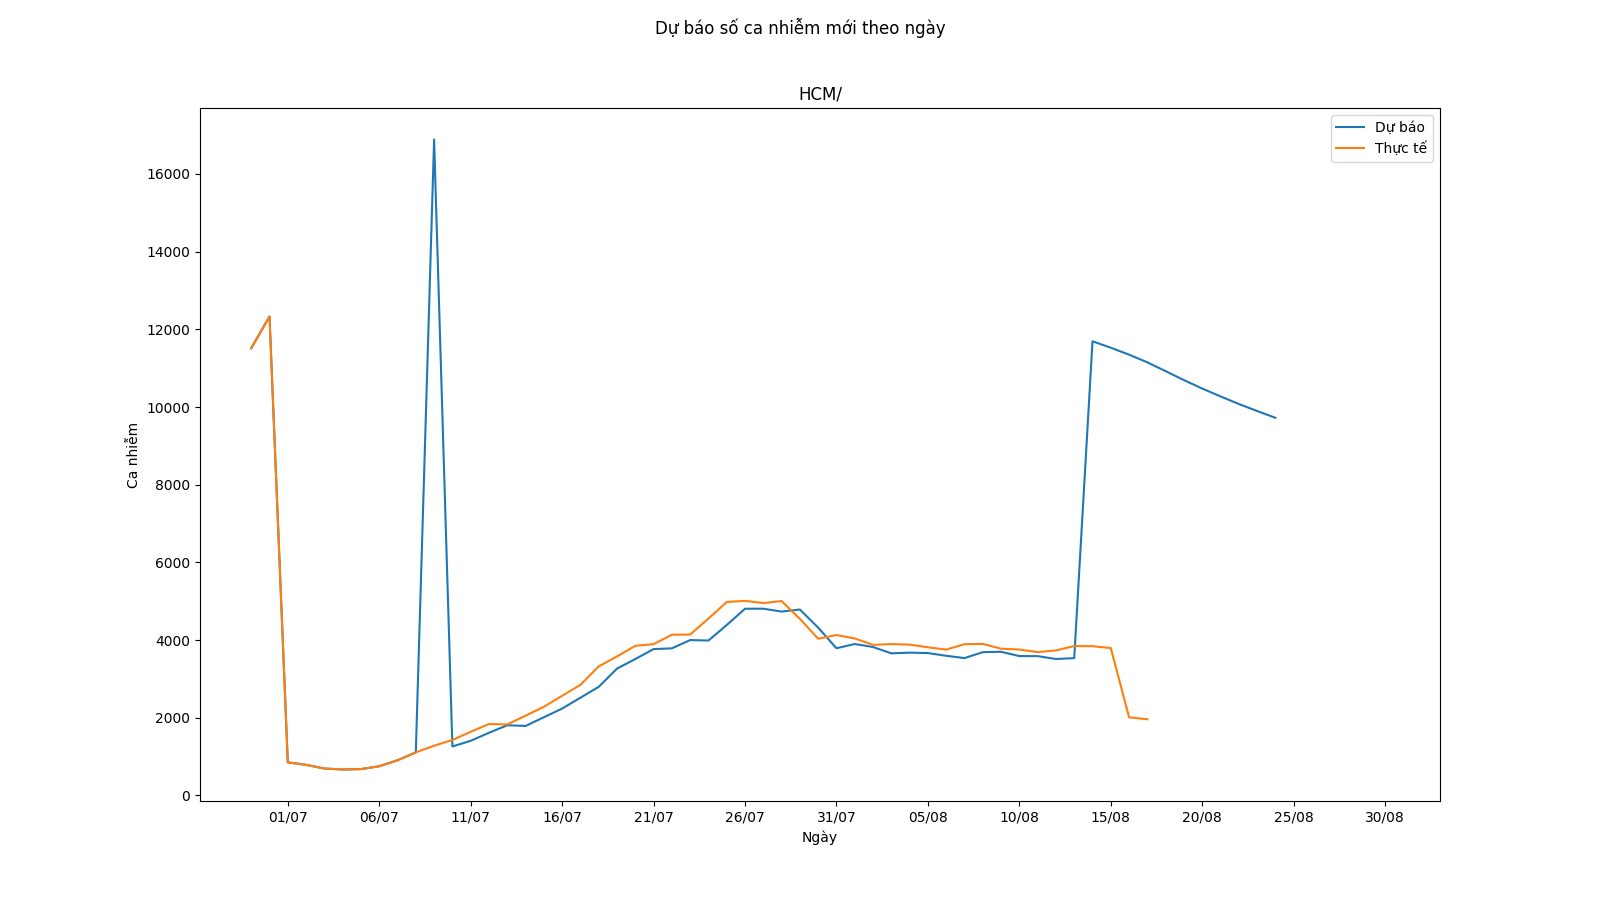 Dự báo số ca nhiễm mới theo ngày
HCM/
Dự báo
Thực tế
16000
14000
12000
10000
8000
6000
4000
2000
0
Ca nhiễm
01/07 06/07 11/07 16/07 21/07 26/07 31/07 05/08 10/08 15/08 20/08 25/08 30/08
Ngày